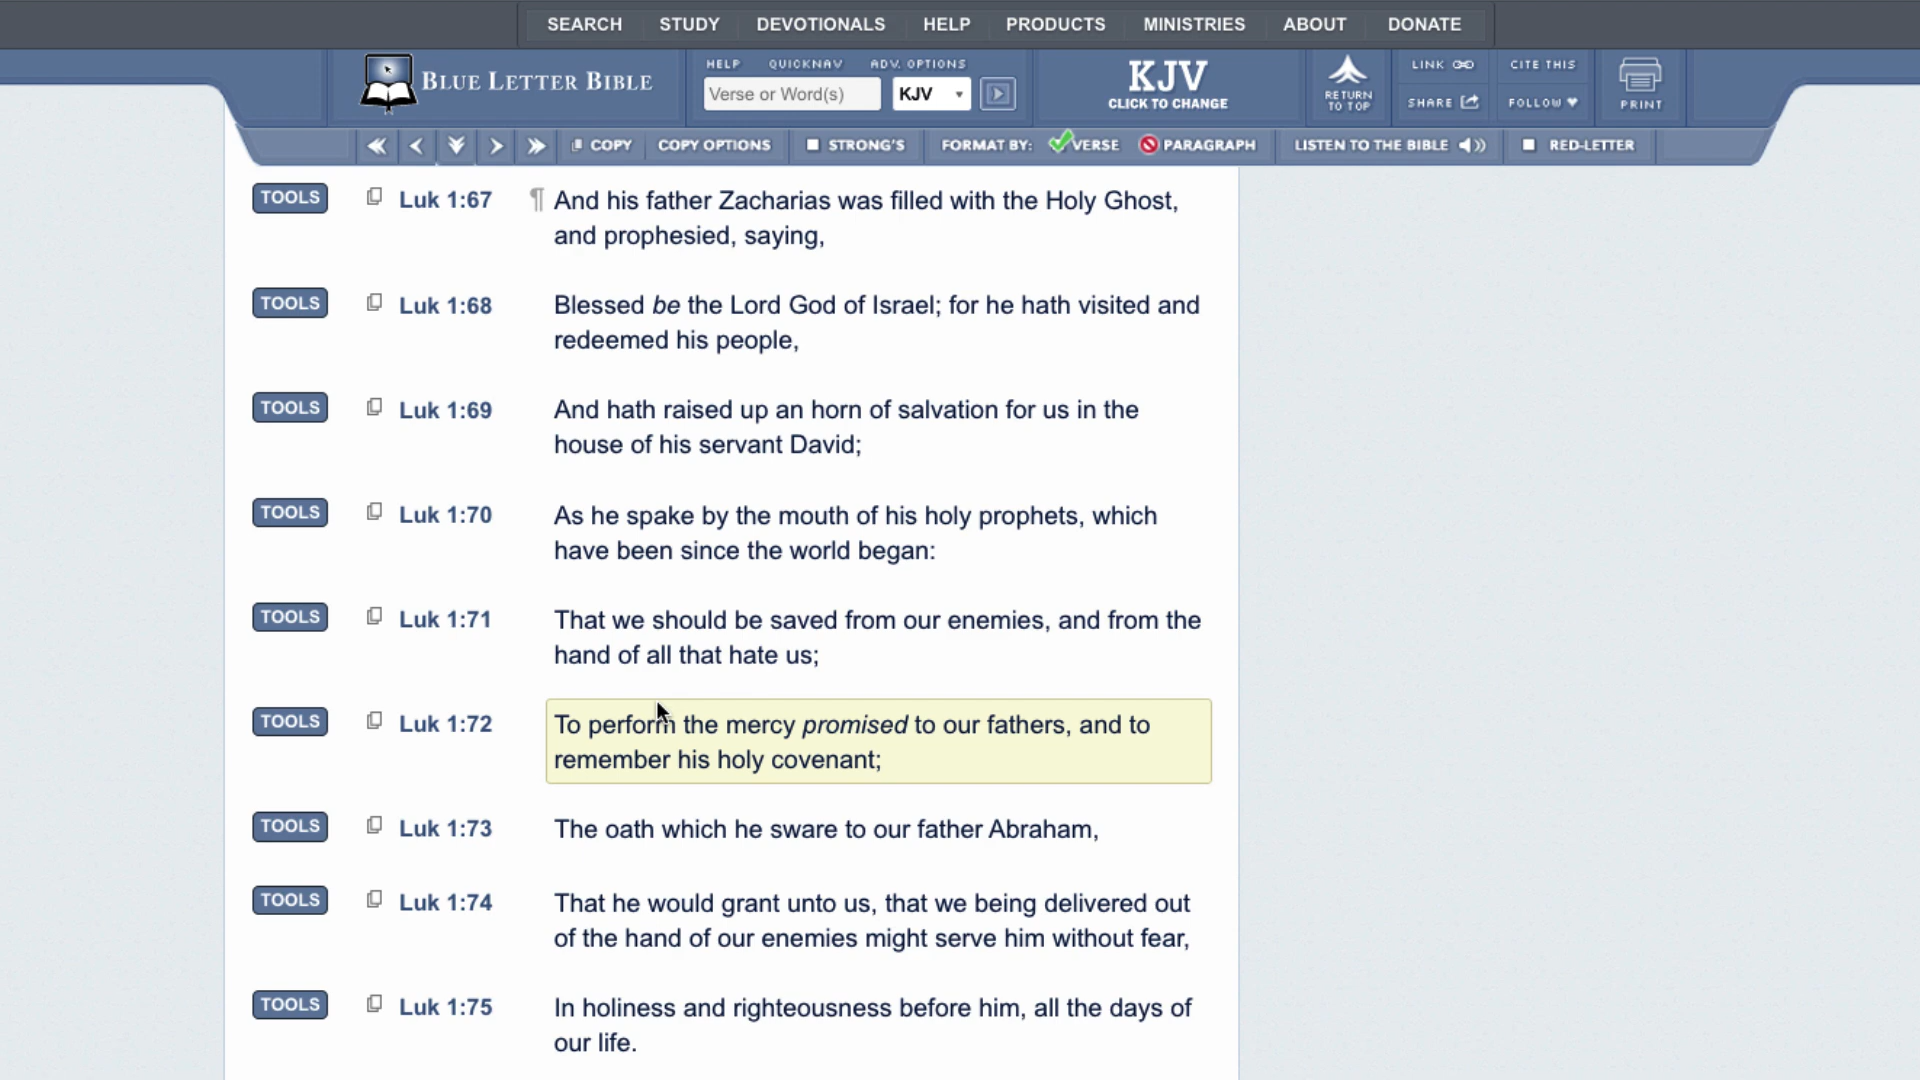 SEARCH STUDY DEVOTIONALS HELP PRODUCTS MINISTRIES ABOUT DONATE
BLUE LETTER BIBLE
HELP QUICKNAV ADV. OPTIONS
Verse or Word(s) KJV
KJV
CLICK TO CHANGE
RETURN
TO TOP
LINK
SHARE
CITE THIS
FOLLOW
PRINT
COPY COPY OPTIONS STRONG'S FORMAT BY: VERSE PARAGRAPH LISTEN TO THE BIBLE RED-LETTER
TOOLS Luk 1:67 ¶ And his father Zacharias was filled with the Holy Ghost,
and prophesied, saying,
TOOLS Luk 1:68 Blessed be the Lord God of Israel; for he hath visited and
redeemed his people,
TOOLS Luk 1:69 And hath raised up an horn of salvation for us in the
house of his servant David;
TOOLS Luk 1:70 As he spake by the mouth of his holy prophets, which
have been since the world began:
TOOLS Luk 1:71 That we should be saved from our enemies, and from the
hand of all that hate us;
TOOLS Luk 1:72 To perform the mercy promised to our fathers, and to
remember his holy covenant;
TOOLS Luk 1:73 The oath which he sware to our father Abraham,
TOOLS Luk 1:74 That he would grant unto us, that we being delivered out
of the hand of our enemies might serve him without fear,
TOOLS Luk 1:75 In holiness and righteousness before him, all the days of
our life.